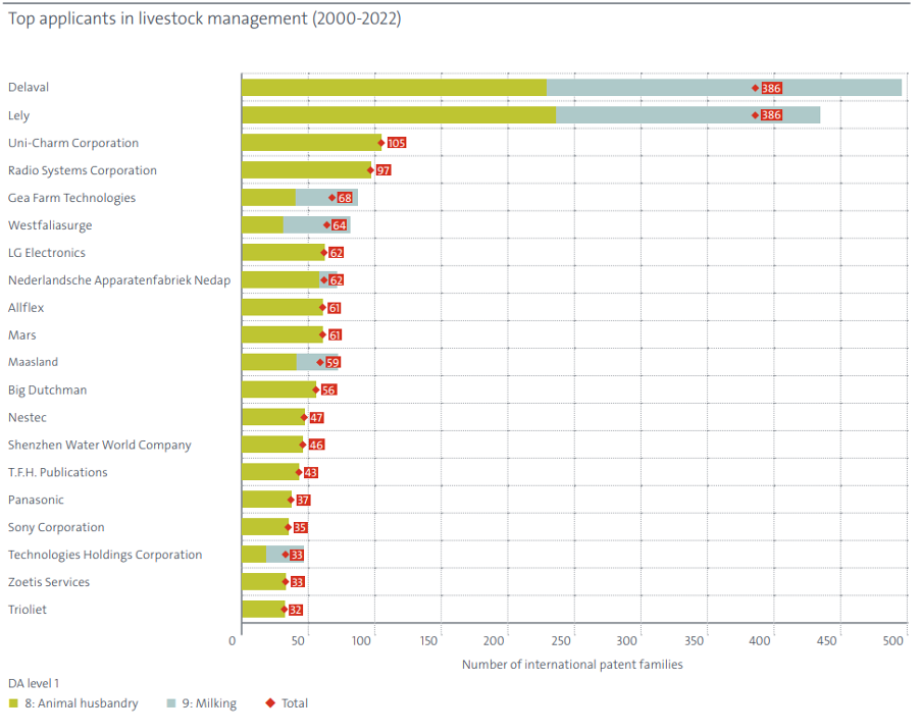 Top applicants in livestock management (2000-2022)
Delaval 386
Lely 386
Uni-Charm Corporation 105
Radio Systems Corporation 97
Gea Farm Technologies 68
Westfaliasurge 64
LG Electronics 62
Nederlandsche Apparatenfabriek Nedap 62
Allflex 61
Mars 61
Maasland 59
Big Dutchman 56
Nestec 47
Shenzhen Water World Company 46
T.F.H. Publications 43
Panasonic 37
Sony Corporation 35
Technologies Holdings Corporation 33
Zoetis Services 33
Trioliet 32
0 50 100 150 200 250 300 350 400 450 500
Number of international patent families
DA level 1
8: Animal husbandry 9: Milking Total